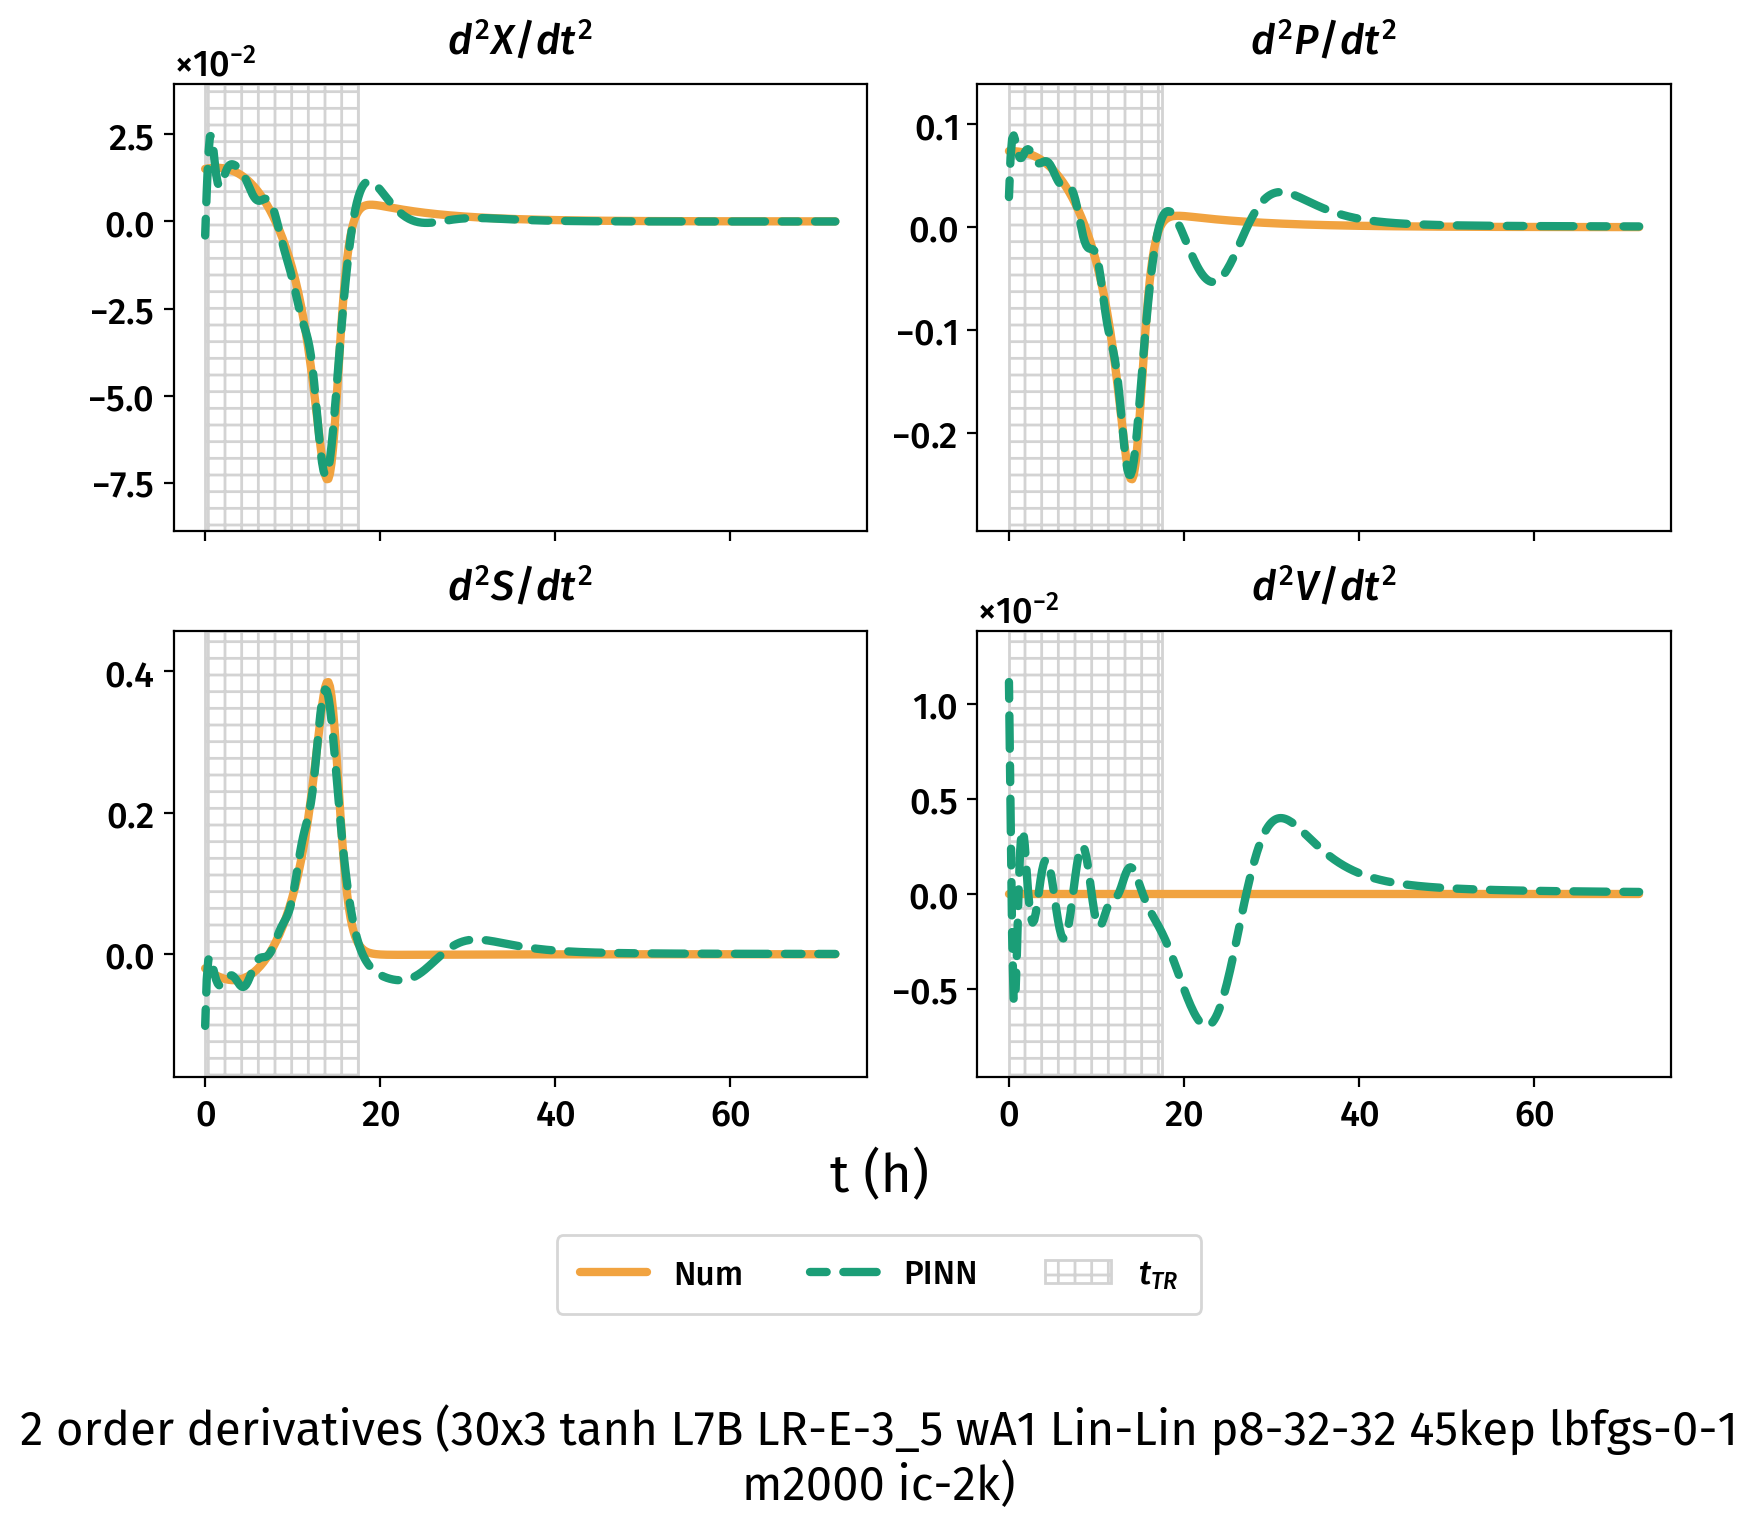 d²X/dt²
×10⁻²
2.5
0.0
−2.5
−5.0
−7.5
d²P/dt²
0.1
0.0
−0.1
−0.2
d²S/dt²
0.4
0.2
0.0
0 20 40 60
d²V/dt²
×10⁻²
1.0
0.5
0.0
−0.5
0 20 40 60
t (h)
Num PINN t_TR
2 order derivatives (30x3 tanh L7B LR-E-3_5 wA1 Lin-Lin p8-32-32 45kep lbfgs-0-1
m2000 ic-2k)